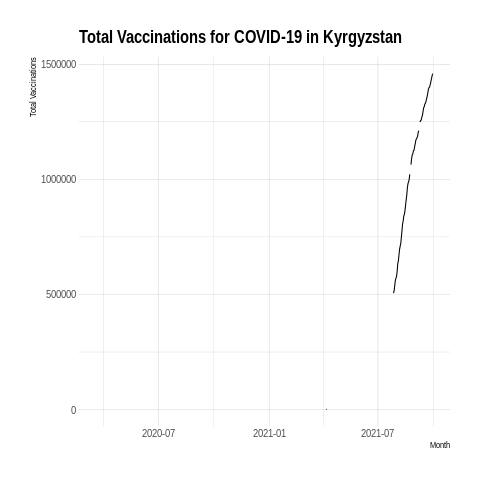 Total Vaccinations for COVID-19 in Kyrgyzstan
Total Vaccinations
1500000
1000000
500000
0
2020-07
2021-01
2021-07
Month